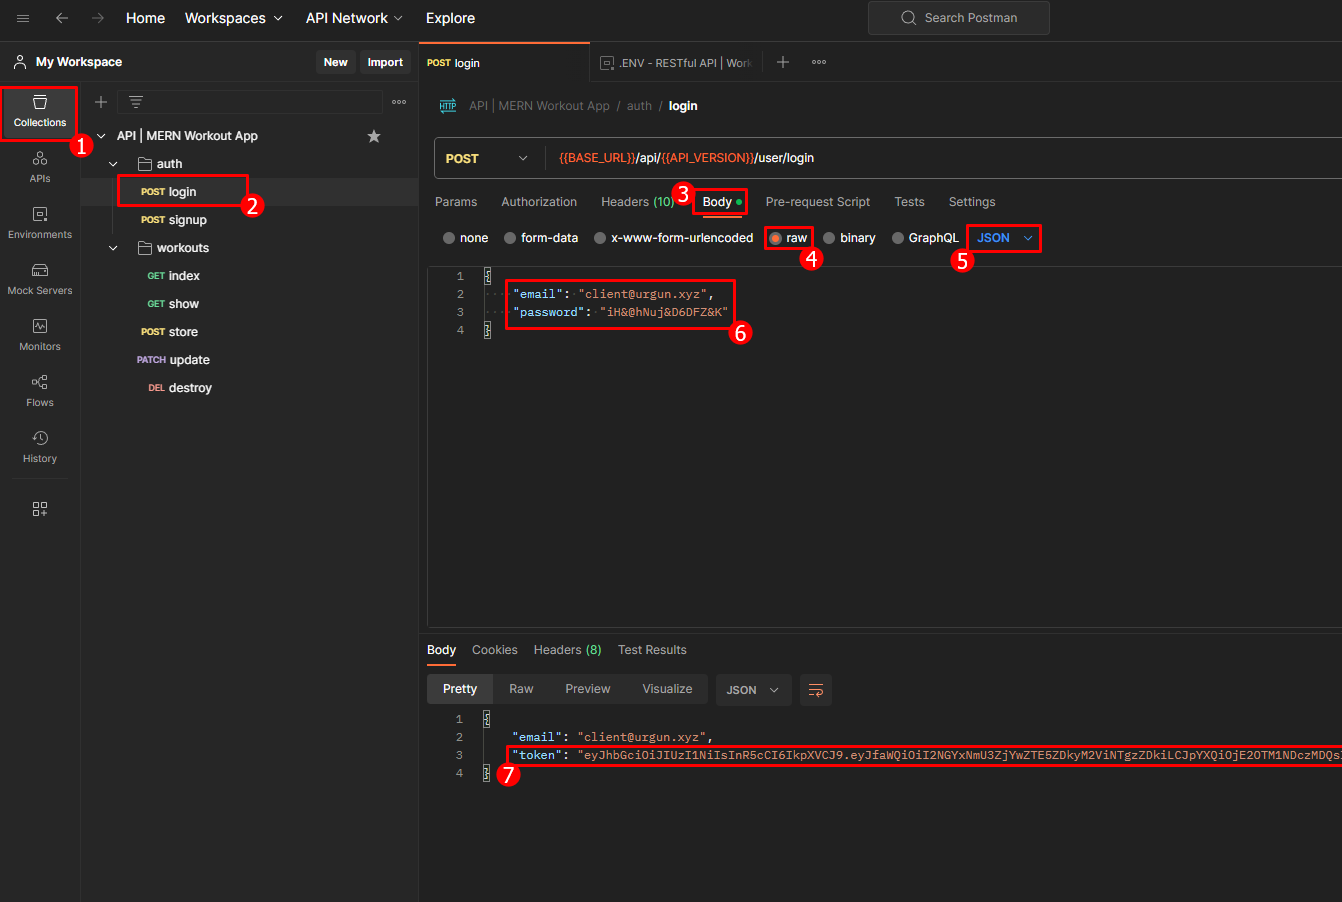 Home Workspaces API Network Explore
Search Postman
My Workspace New Import
POST login .ENV - RESTful API | Work
Collections
1
APIs
Environments
Mock Servers
Monitors
Flows
History
API | MERN Workout App
auth
POST login
2
POST signup
workouts
GET index
GET show
POST store
PATCH update
DEL destroy
HTTP API | MERN Workout App / auth / login
POST {{BASE_URL}}/api/{{API_VERSION}}/user/login
Params Authorization Headers (10) 3 Body Pre-request Script Tests Settings
none form-data x-www-form-urlencoded raw binary GraphQL JSON
4 5
1 {
2 "email": "client@urgun.xyz",
3 "password": "iH&@hNuj&D6DFZ&K"
4 }
6
Body Cookies Headers (8) Test Results
Pretty Raw Preview Visualize JSON
1 {
2 "email": "client@urgun.xyz",
3 "token": "eyJhbGciOiJIUzI1NiIsInR5cCI6IkpXVCJ9.eyJfaWQiOiI2NGYxNmU3ZjYwZTE5ZDkyM2ViNTgzZDkiLCJpYXQiOjE2OTM1NDczMDQs
4 }
7